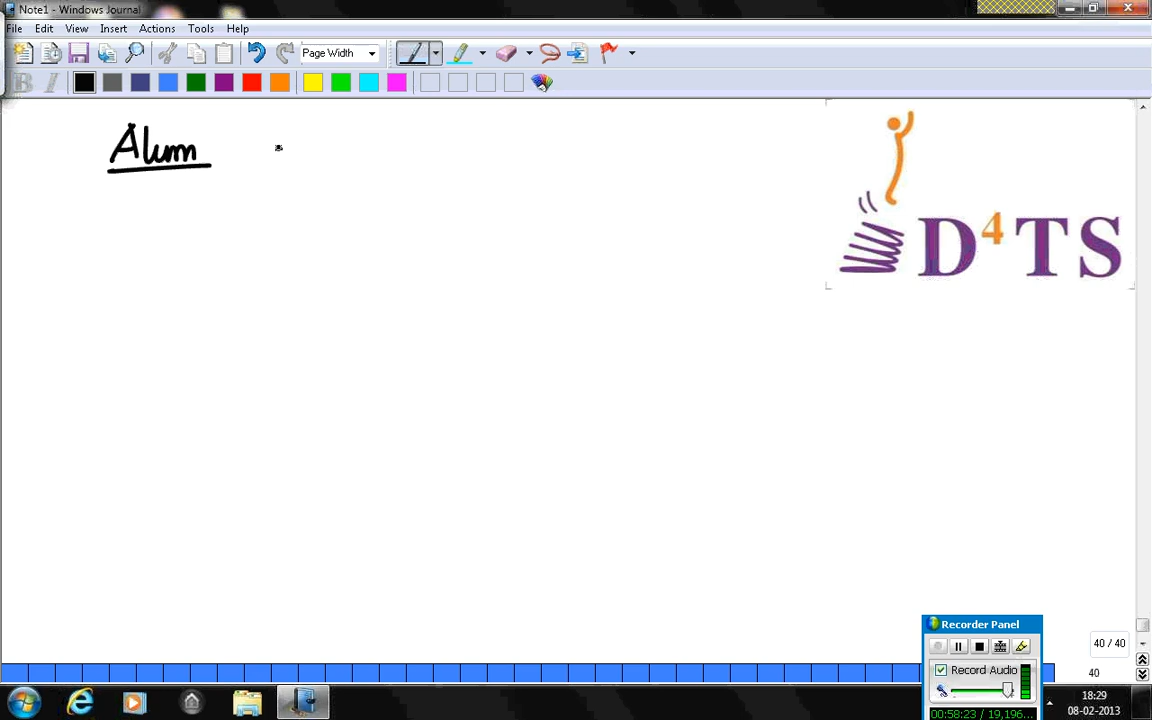 Note1 - Windows Journal
File Edit View Insert Actions Tools Help
Page Width
B I
Alum
D4TS
Recorder Panel
40 / 40
Record Audio
40
18:29
00:58:23 / 19,196...
08-02-2013